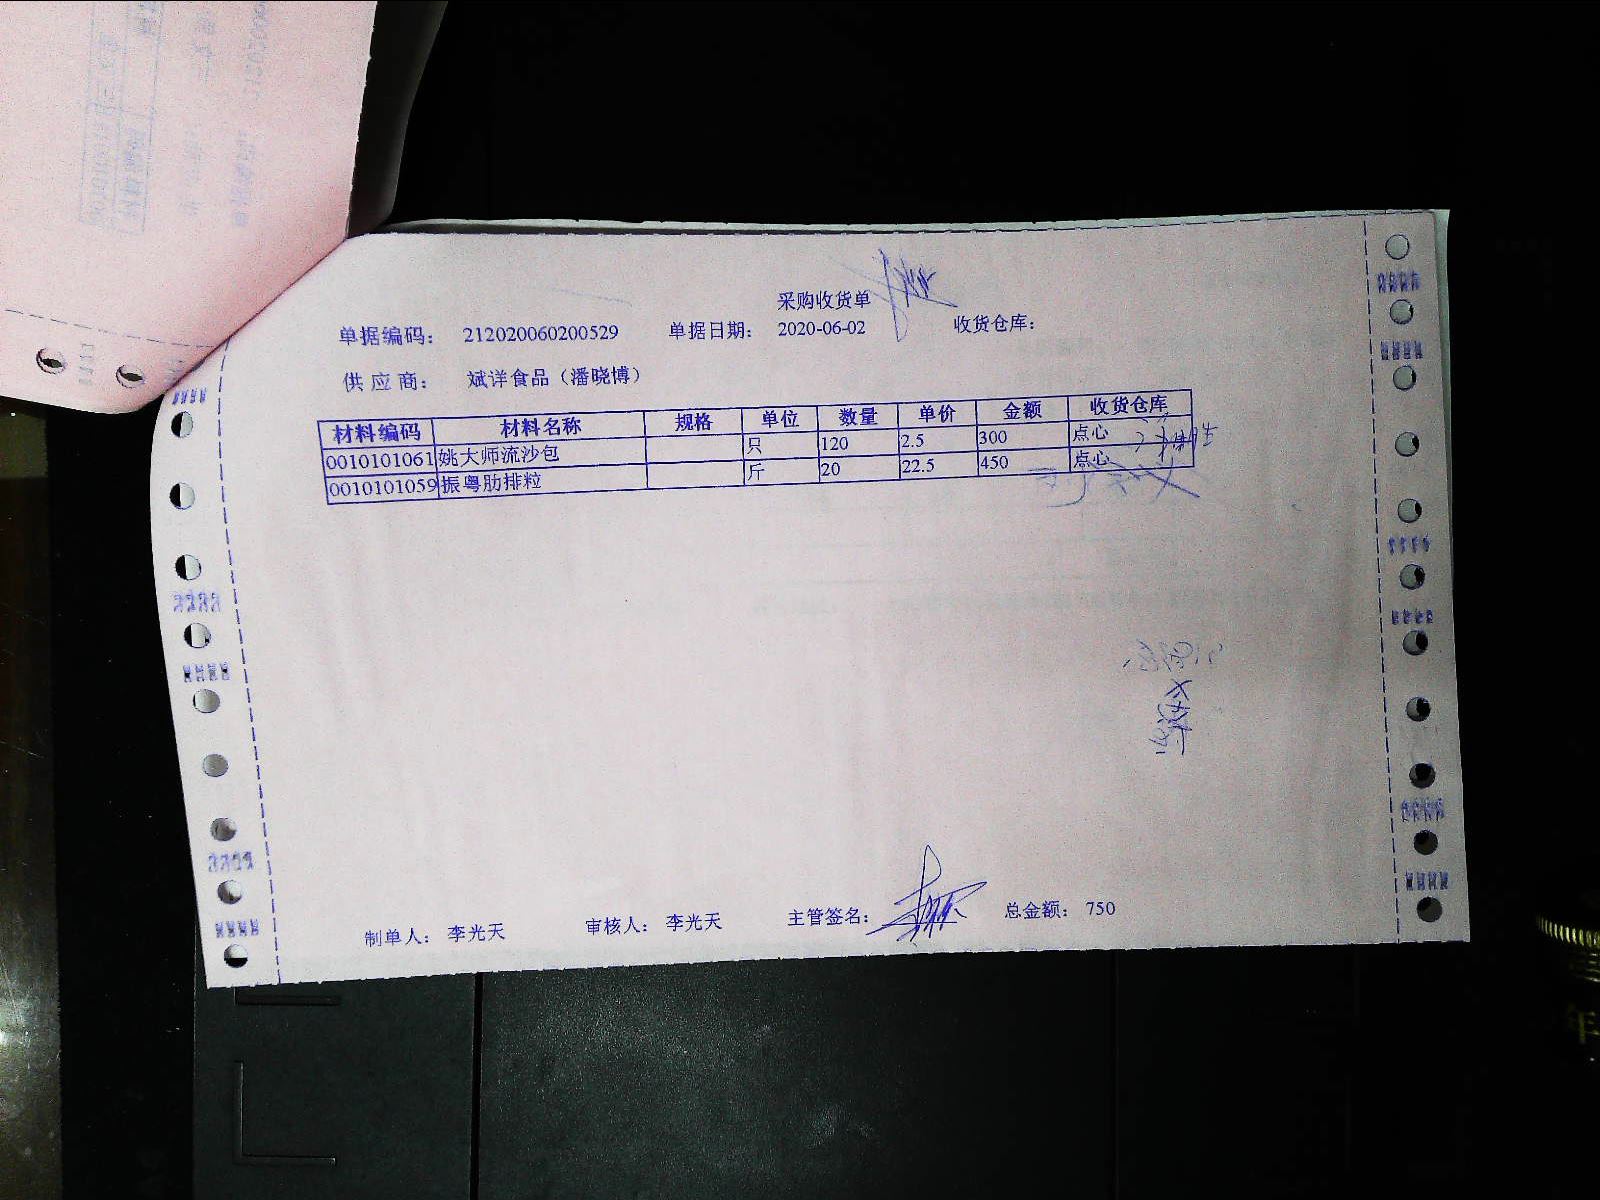 采购收货单
单据编码： 212020060200529 单据日期： 2020-06-02 收货仓库：
供应商： 斌洋食品（潘晓博）
材料编码 材料名称 规格 单位 数量 单价 金额 收货仓库
0010101061 姚大师流沙包 只 120 2.5 300 点心
0010101059 振粤肋排粒 斤 20 22.5 450 点心
制单人： 李光天 审核人： 李光天 主管签名： 总金额： 750